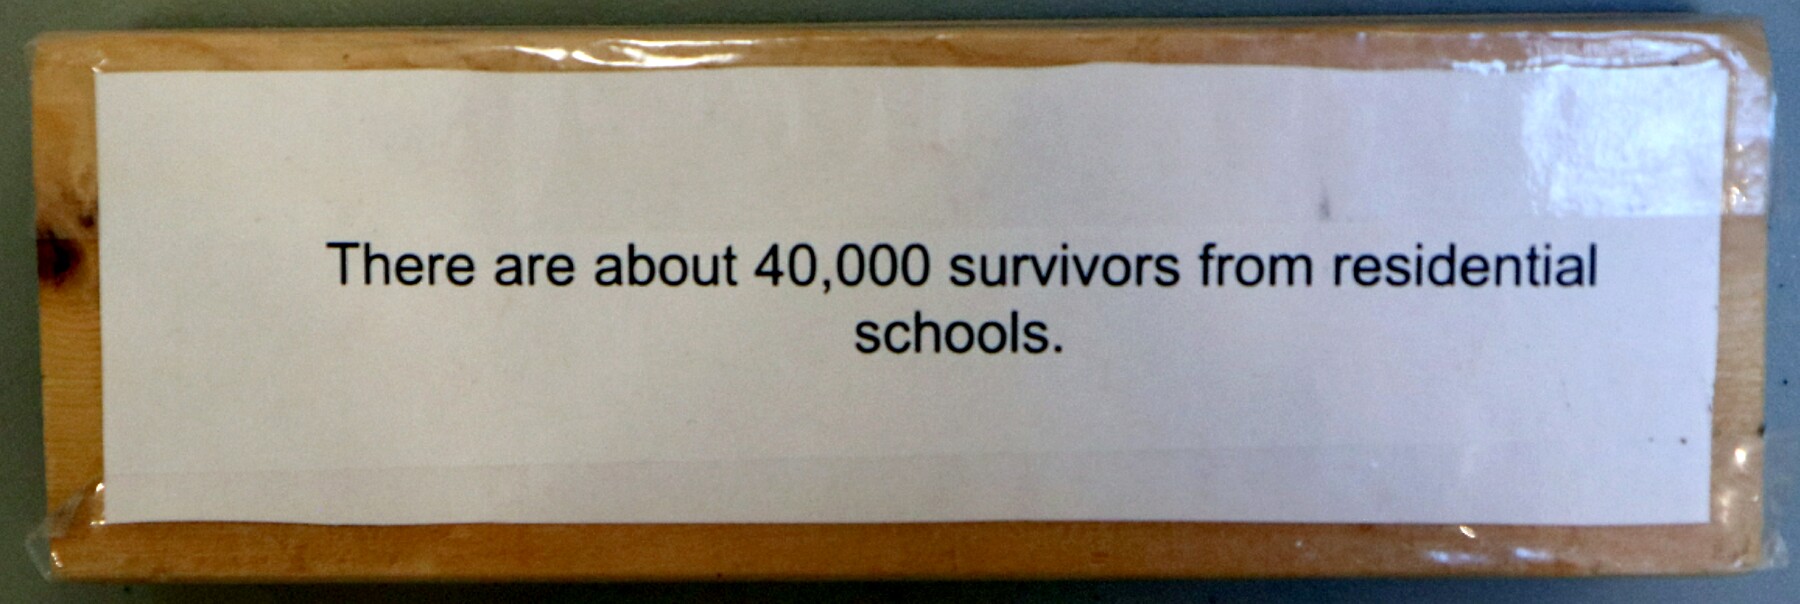 There are about 40,000 survivors from residential
schools.